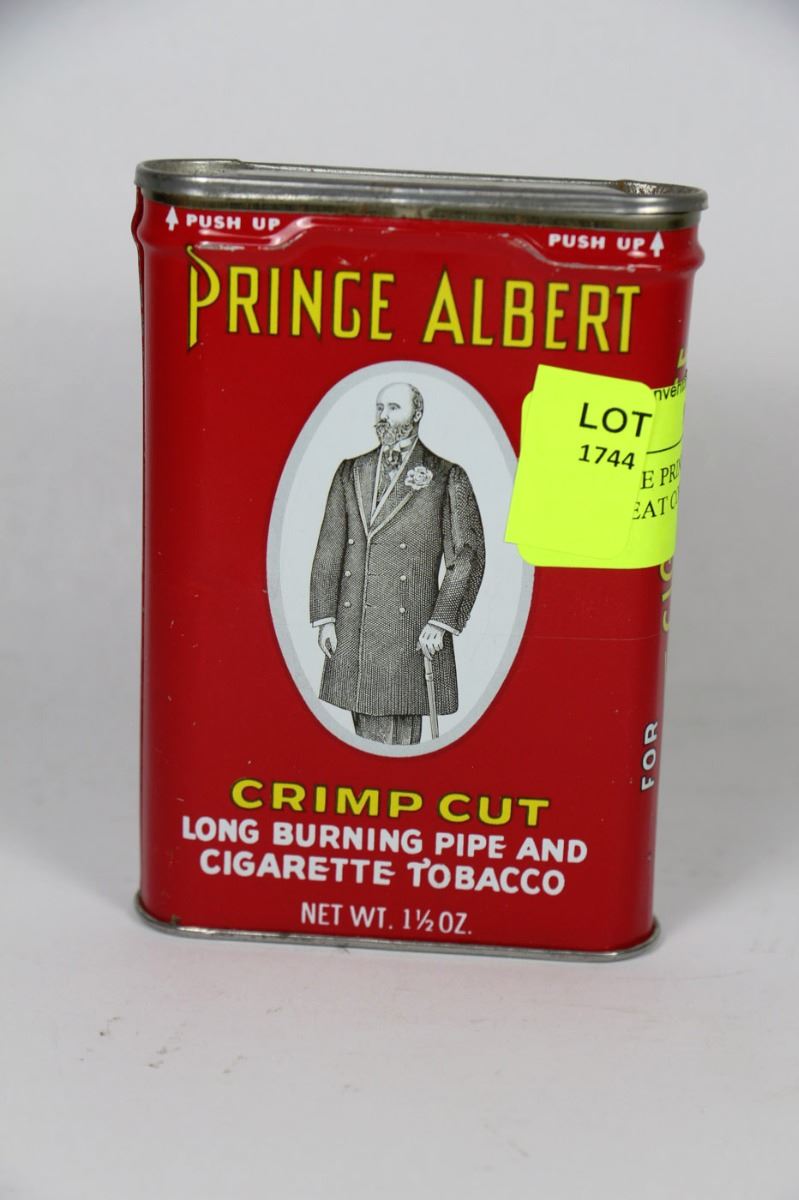 PUSH UP
PUSH UP
PRINCE ALBERT
LOT
1744
CRIMP CUT
LONG BURNING PIPE AND
CIGARETTE TOBACCO
NET WT. 1½ OZ.
FOR